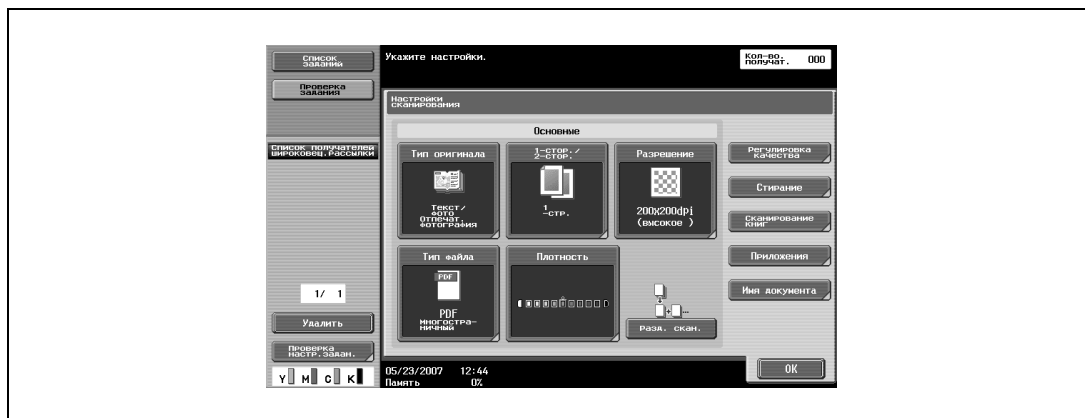 Список
заданий
Укажите настройки.
Кол-во.
получат. 000
Проверка
задания
Настройки
сканирования
Список получателей
широковещ.рассылки
Основные
Тип оригинала
Текст/
Фото
Отпечат.
Фотография
1-стор./
2-стор.
1
-стр.
Разрешение
200x200dpi
(высокое )
Тип файла
PDF
PDF
многостра-
ничный
Плотность
Разд. скан.
Регулировка
качества
Стирание
Сканирование
книг
Приложения
Имя документа
1/ 1
Удалить
Проверка
настр.задан.
Y M C K
05/23/2007 12:44
Память 0%
OK